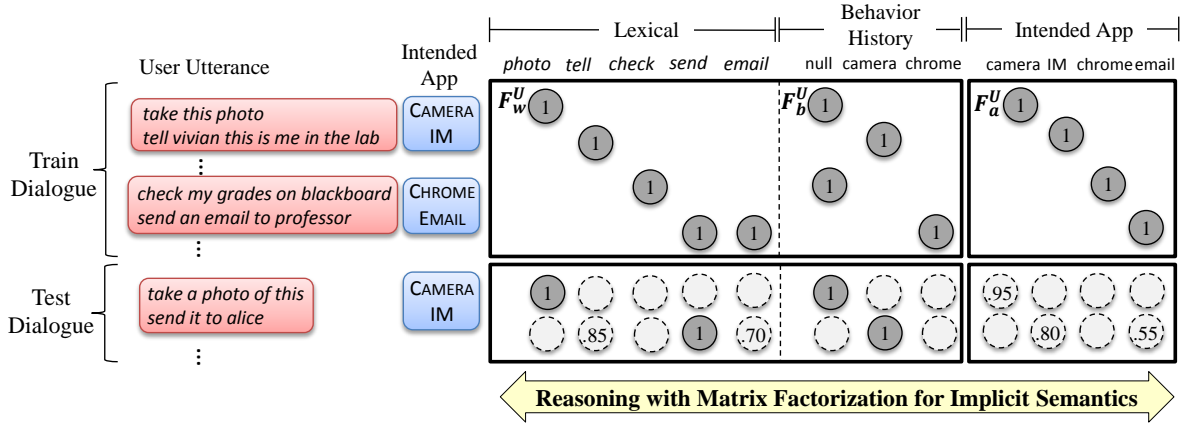 Lexical
Behavior
History
Intended App
User Utterance
Intended
App
photo tell check send email
null camera chrome
camera IM chrome email
Train
Dialogue
take this photo
tell vivian this is me in the lab
CAMERA
IM
⋮
check my grades on blackboard
send an email to professor
CHROME
EMAIL
⋮
F_w^U 1
1
1
1 1
F_b^U 1
1
1
1
F_a^U 1
1
1
1
Test
Dialogue
take a photo of this
send it to alice
CAMERA
IM
⋮
1 1 .95
.85 1 .70 1 .80 .55
Reasoning with Matrix Factorization for Implicit Semantics